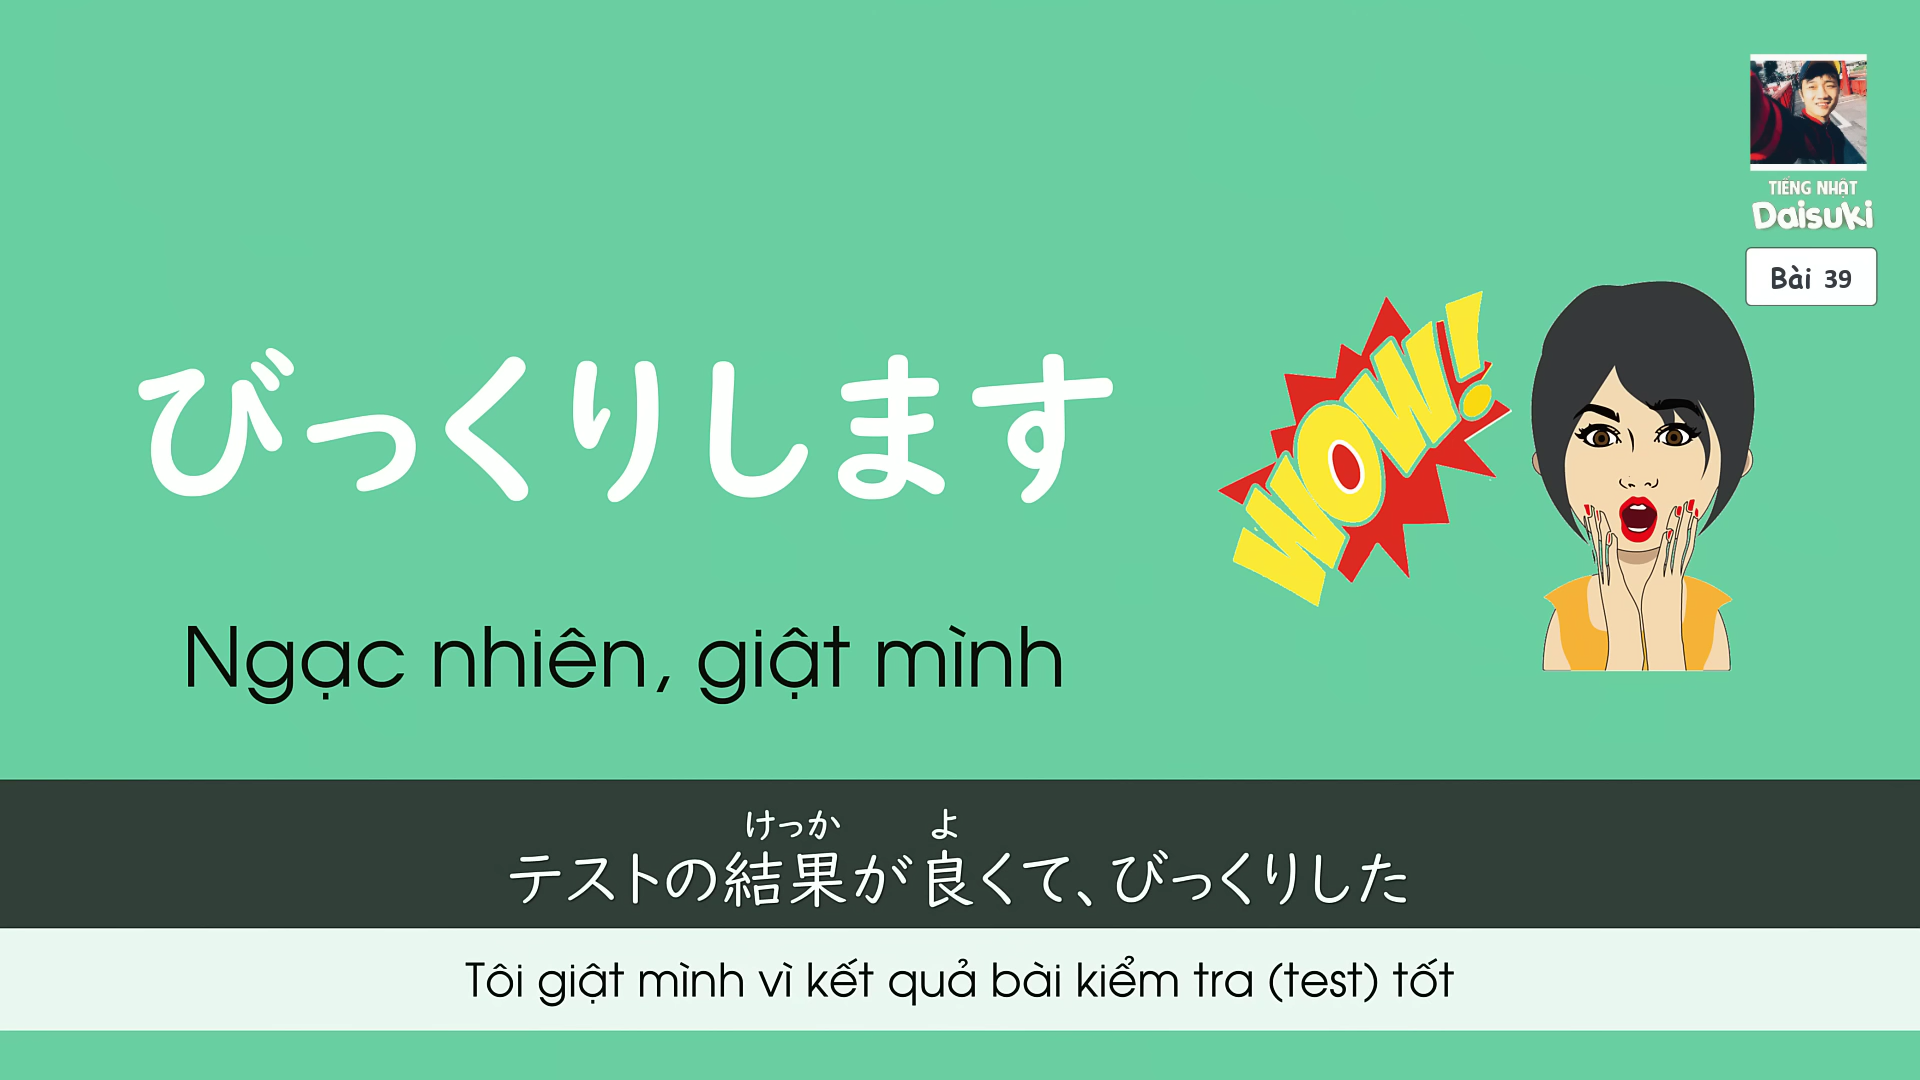 TIẾNG NHẬT
Daisuki
Bài 39
びっくりします
WOW!
Ngạc nhiên, giật mình
けっか よ
テストの結果が良くて、びっくりした
Tôi giật mình vì kết quả bài kiểm tra (test) tốt